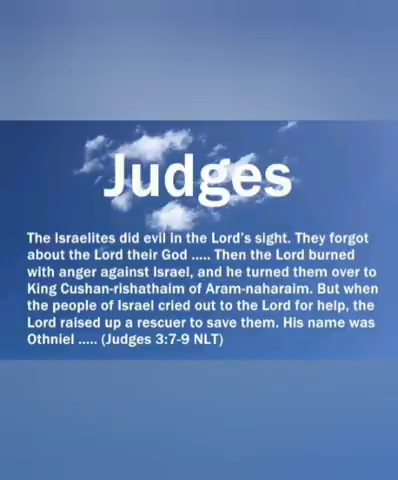 Judges
The Israelites did evil in the Lord's sight. They forgot
about the Lord their God ..... Then the Lord burned
with anger against Israel, and he turned them over to
King Cushan-rishathaim of Aram-naharaim. But when
the people of Israel cried out to the Lord for help, the
Lord raised up a rescuer to save them. His name was
Othniel ..... (Judges 3:7-9 NLT)